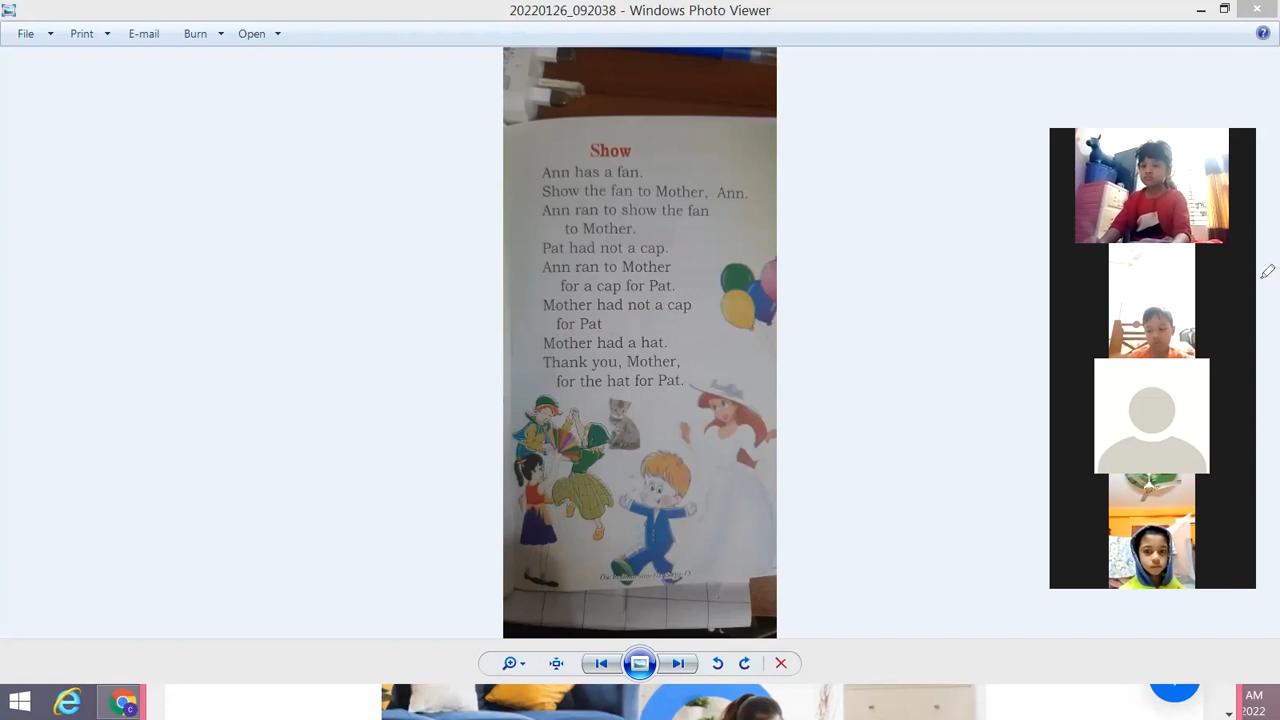 20220126_092038 - Windows Photo Viewer
File Print E-mail Burn Open
Show
Ann has a fan.
Show the fan to Mother, Ann.
Ann ran to show the fan
to Mother.
Pat had not a cap.
Ann ran to Mother
for a cap for Pat.
Mother had not a cap
for Pat
Mother had a hat.
Thank you, Mother,
for the hat for Pat.
AM
2022